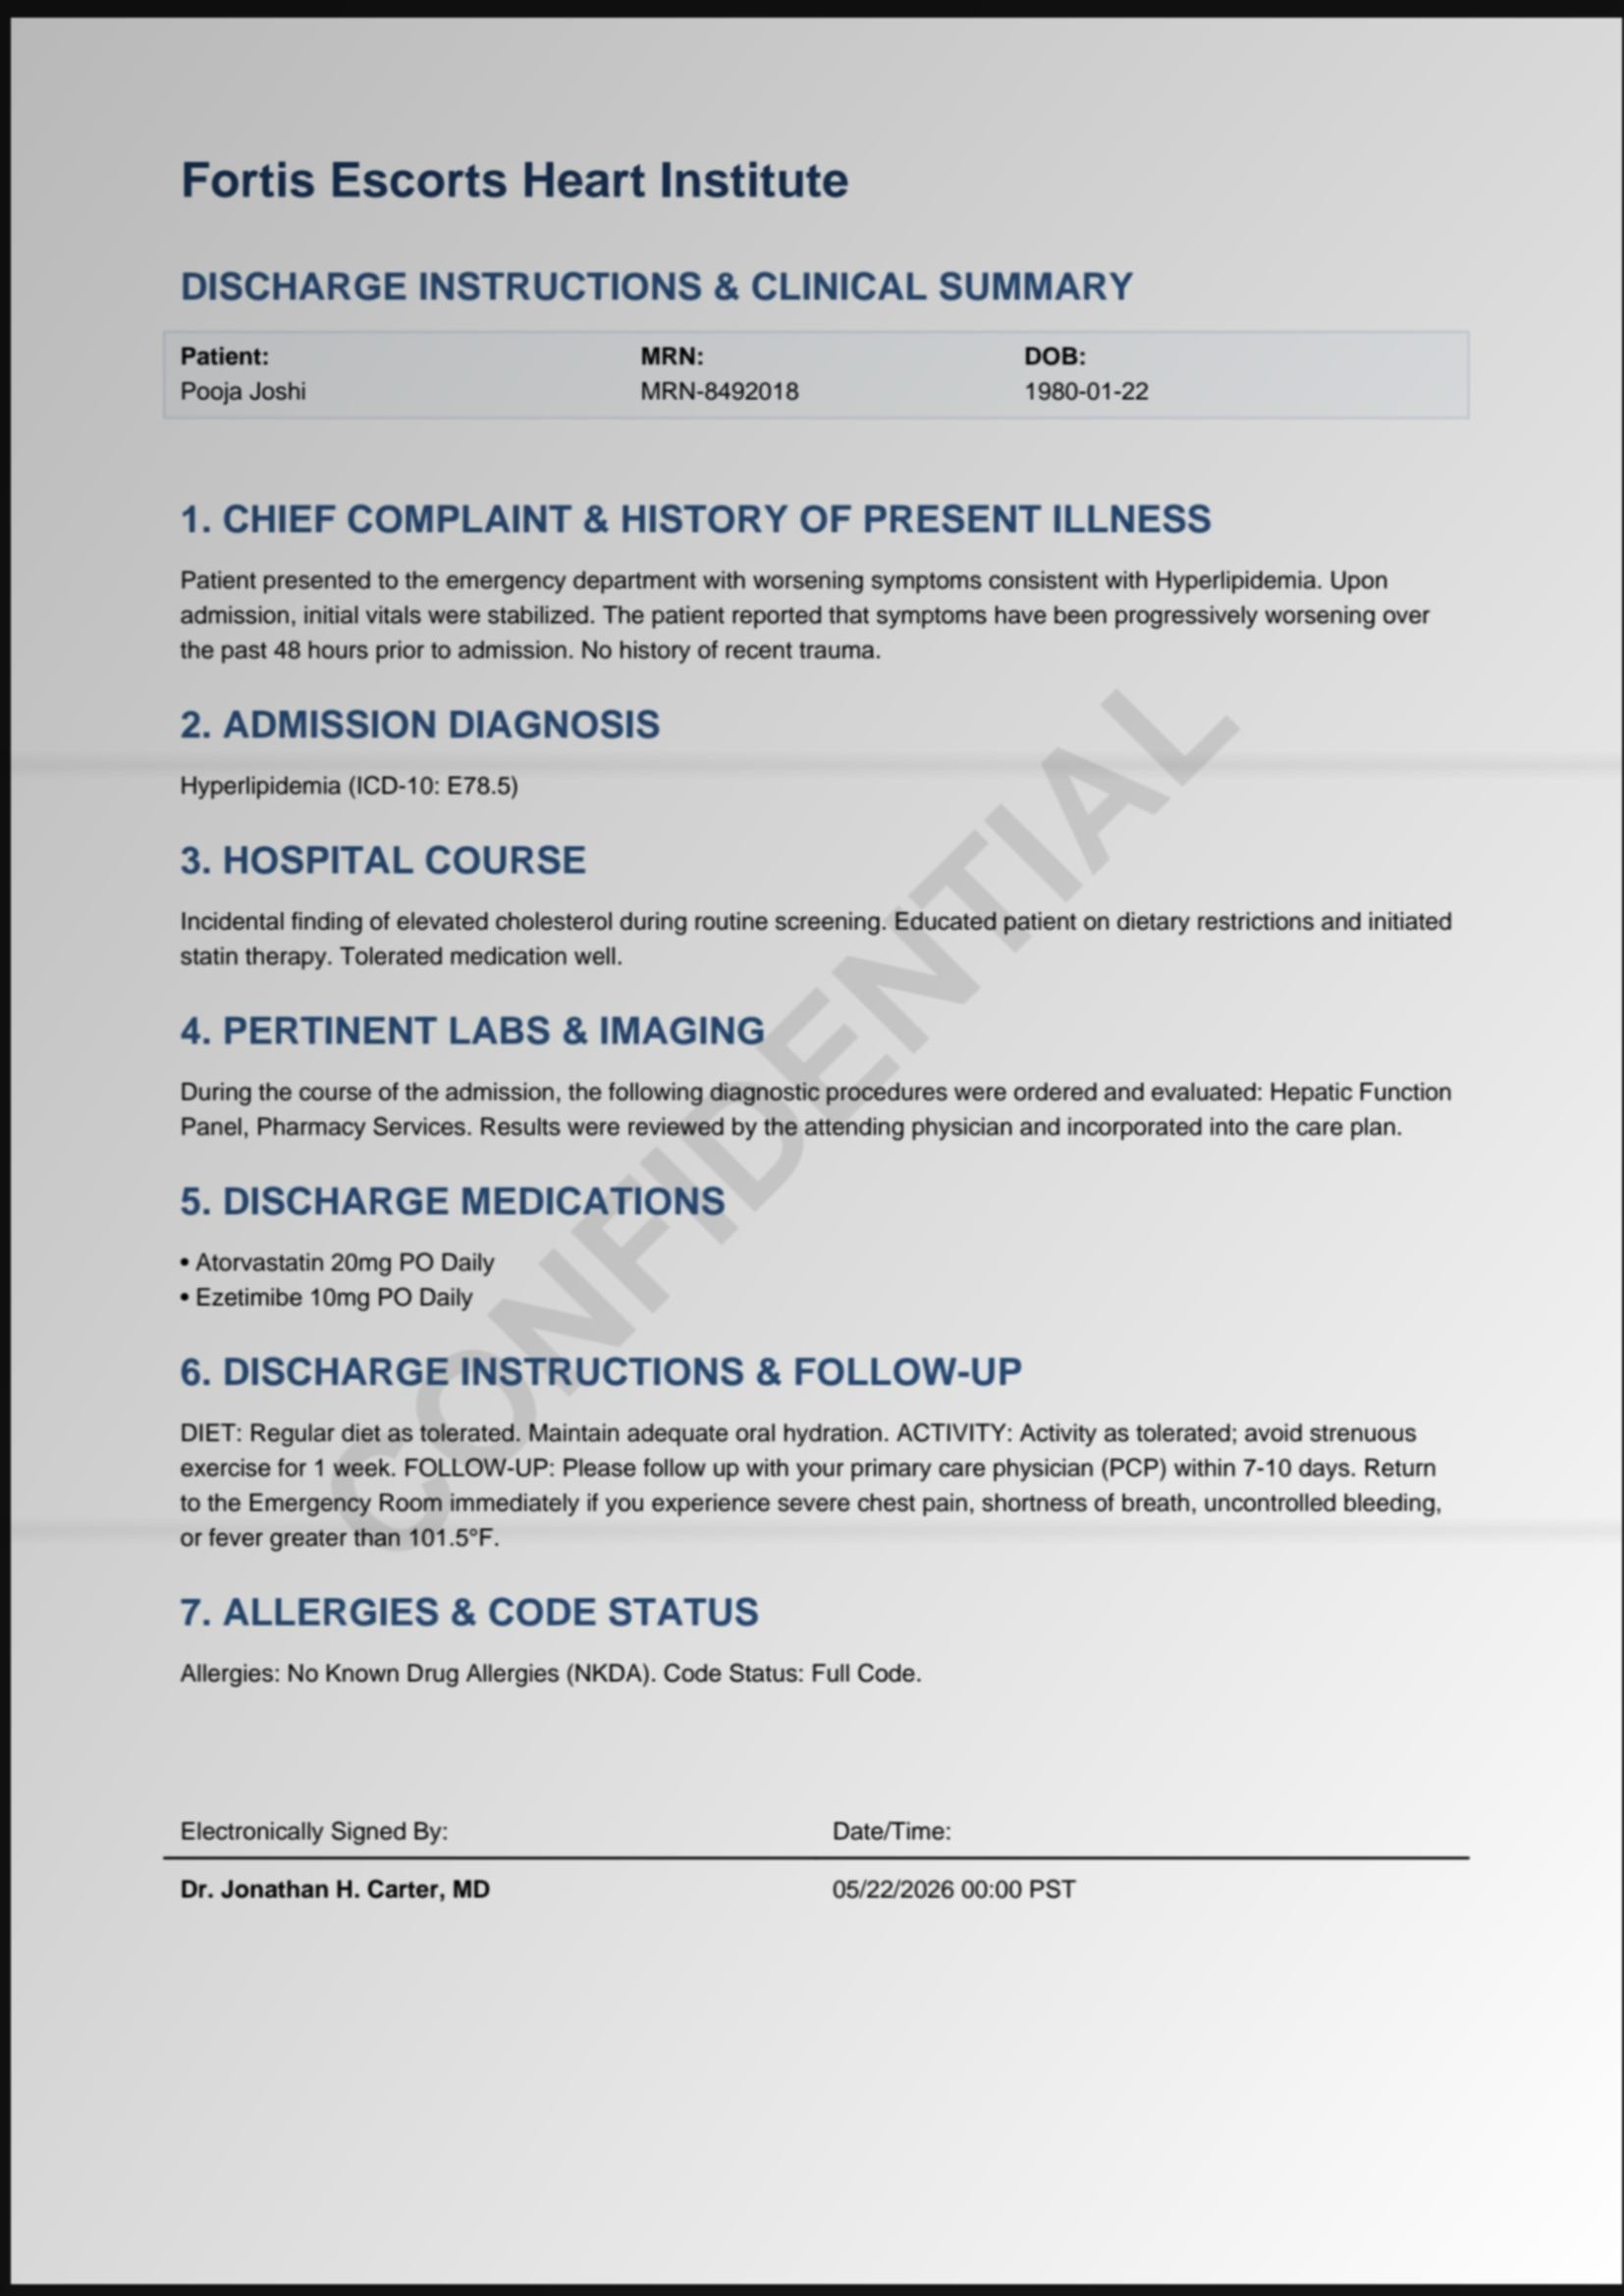 Fortis Escorts Heart Institute
DISCHARGE INSTRUCTIONS & CLINICAL SUMMARY
Patient: MRN: DOB:
Pooja Joshi MRN-8492018 1980-01-22
1. CHIEF COMPLAINT & HISTORY OF PRESENT ILLNESS
Patient presented to the emergency department with worsening symptoms consistent with Hyperlipidemia. Upon
admission, initial vitals were stabilized. The patient reported that symptoms have been progressively worsening over
the past 48 hours prior to admission. No history of recent trauma.
2. ADMISSION DIAGNOSIS
Hyperlipidemia (ICD-10: E78.5)
3. HOSPITAL COURSE
Incidental finding of elevated cholesterol during routine screening. Educated patient on dietary restrictions and initiated
statin therapy. Tolerated medication well.
4. PERTINENT LABS & IMAGING
During the course of the admission, the following diagnostic procedures were ordered and evaluated: Hepatic Function
Panel, Pharmacy Services. Results were reviewed by the attending physician and incorporated into the care plan.
5. DISCHARGE MEDICATIONS
• Atorvastatin 20mg PO Daily
• Ezetimibe 10mg PO Daily
6. DISCHARGE INSTRUCTIONS & FOLLOW-UP
DIET: Regular diet as tolerated. Maintain adequate oral hydration. ACTIVITY: Activity as tolerated; avoid strenuous
exercise for 1 week. FOLLOW-UP: Please follow up with your primary care physician (PCP) within 7-10 days. Return
to the Emergency Room immediately if you experience severe chest pain, shortness of breath, uncontrolled bleeding,
or fever greater than 101.5°F.
7. ALLERGIES & CODE STATUS
Allergies: No Known Drug Allergies (NKDA). Code Status: Full Code.
Electronically Signed By: Date/Time:
Dr. Jonathan H. Carter, MD 05/22/2026 00:00 PST
CONFIDENTIAL